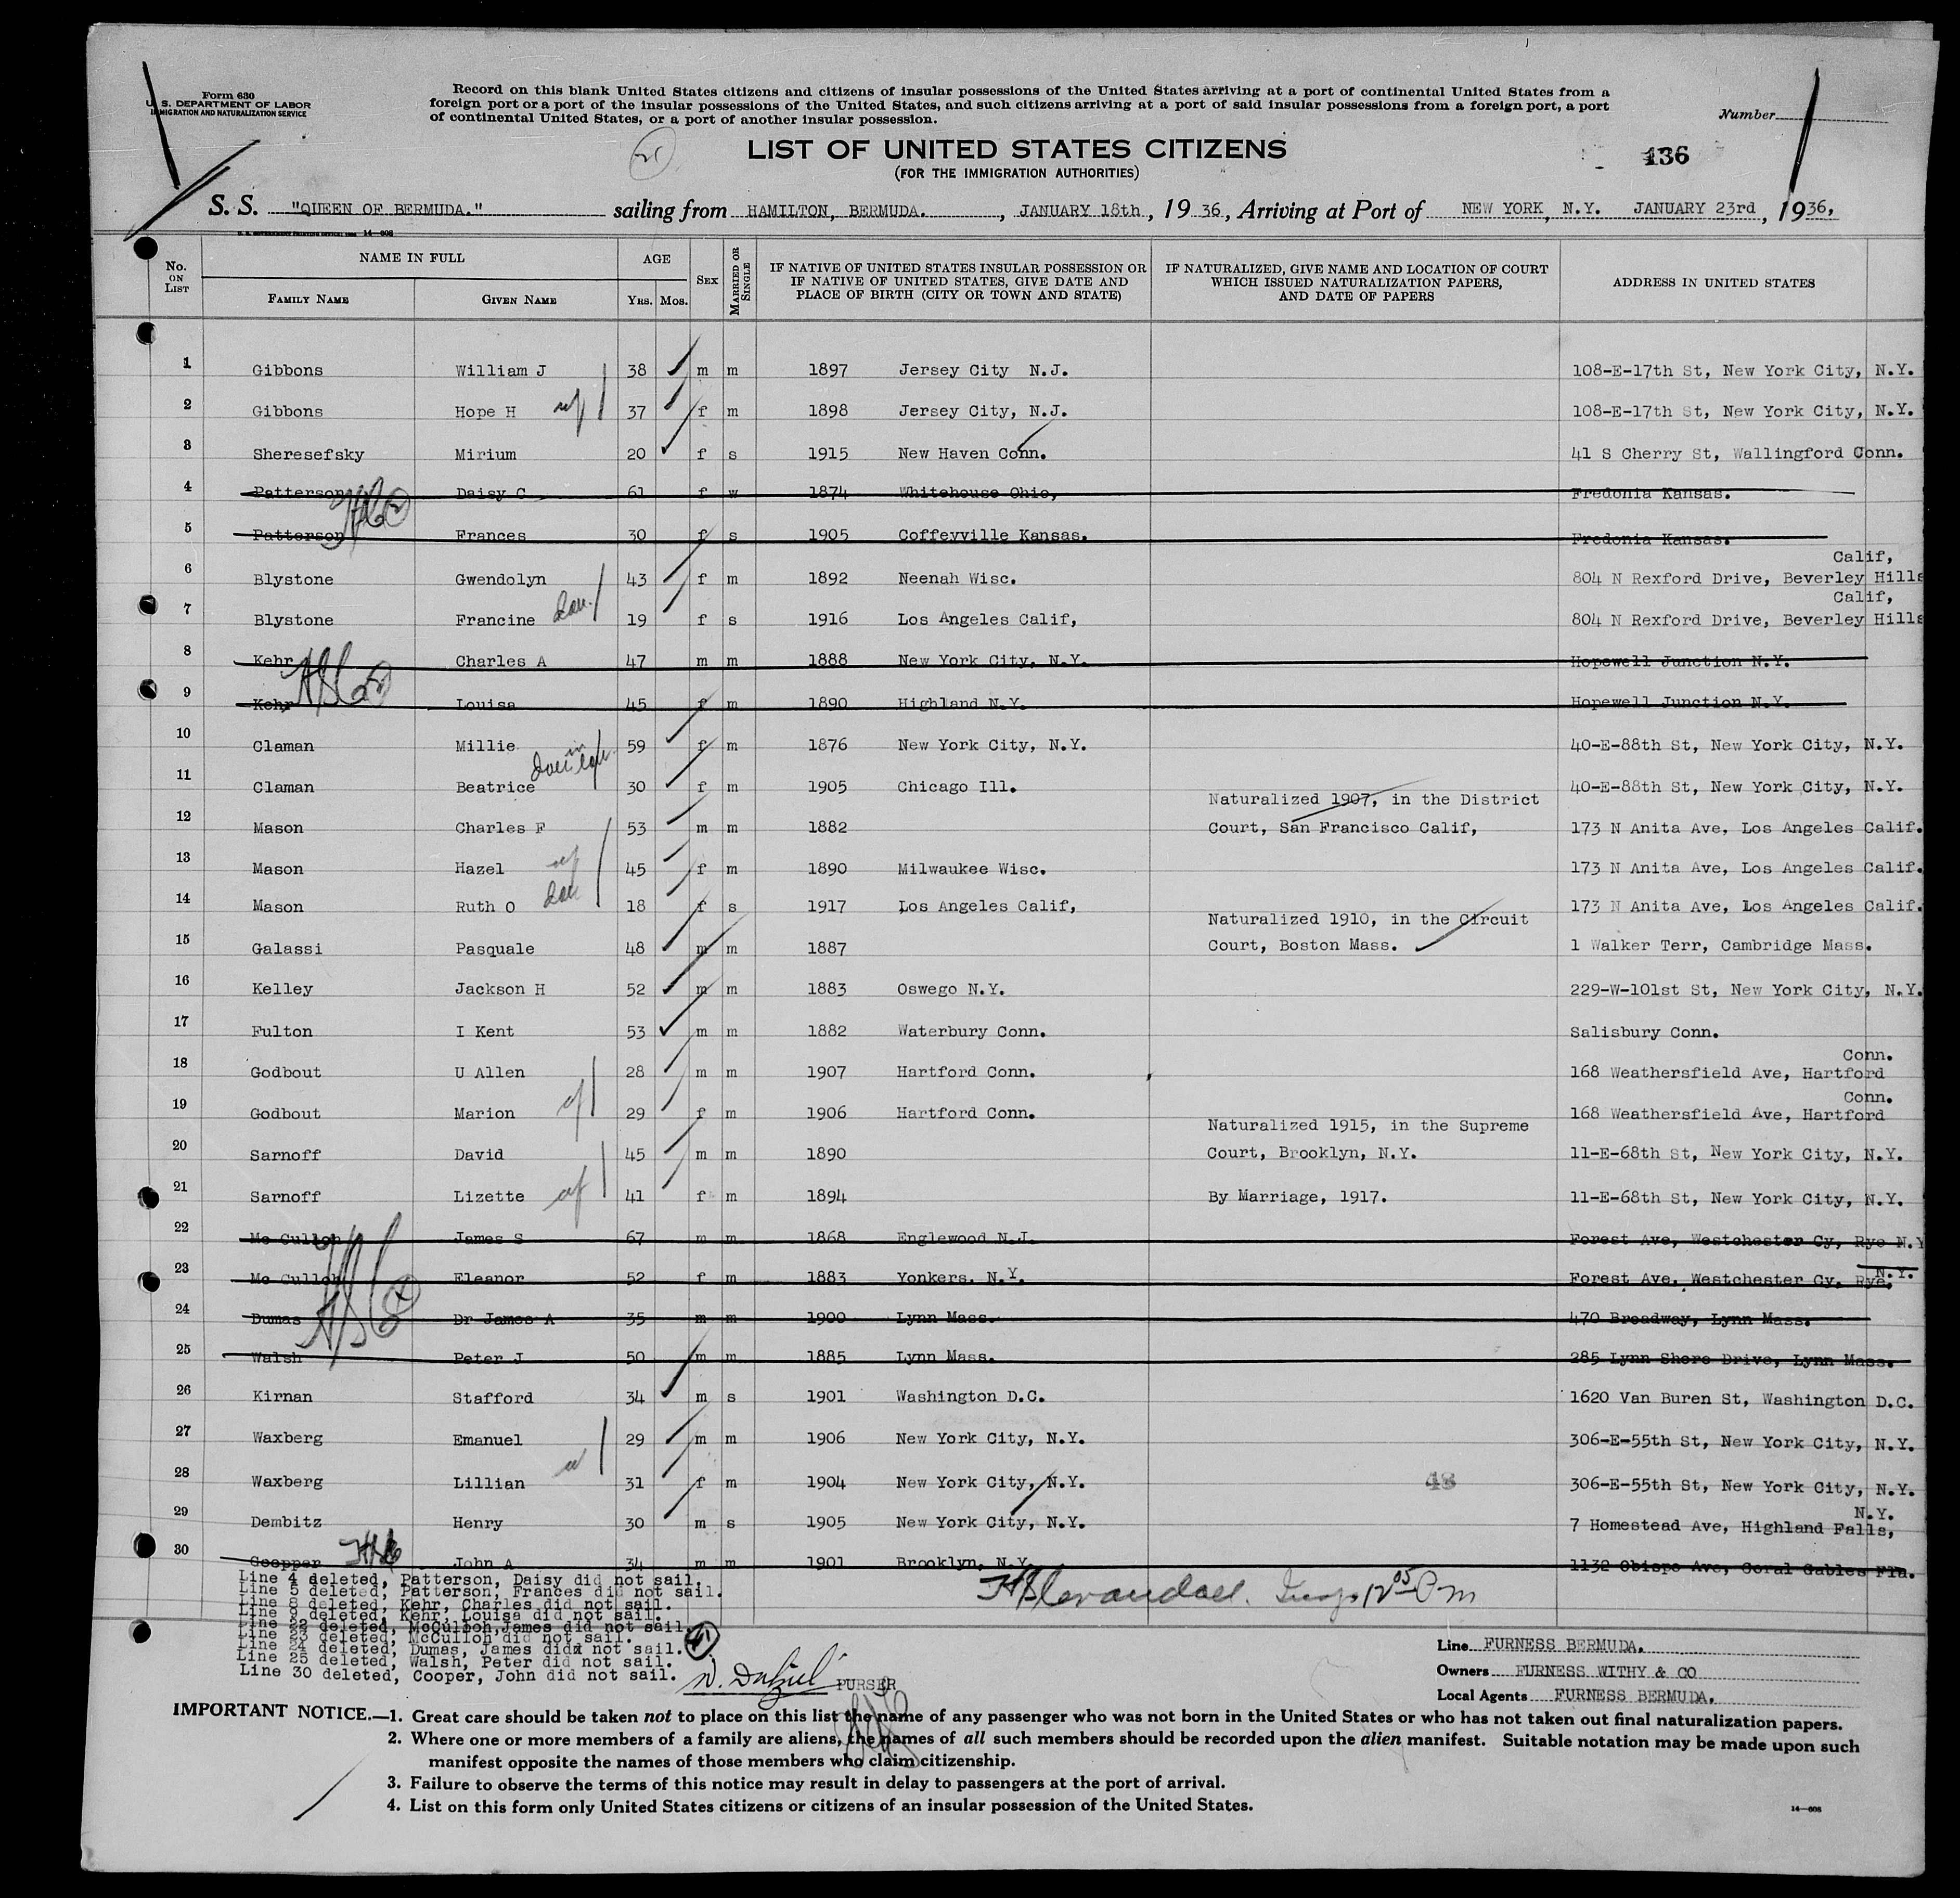 Form 630
U. S. DEPARTMENT OF LABOR
IMMIGRATION AND NATURALIZATION SERVICE
Record on this blank United States citizens and citizens of insular possessions of the United States arriving at a port of continental United States from a
foreign port or a port of the insular possessions of the United States, and such citizens arriving at a port of said insular possessions from a foreign port, a port
of continental United States, or a port of another insular possession.
Number
LIST OF UNITED STATES CITIZENS
(FOR THE IMMIGRATION AUTHORITIES)
136
S. S. "QUEEN OF BERMUDA." sailing from HAMILTON, BERMUDA. , JANUARY 18th, 19 36, Arriving at Port of NEW YORK, N.Y. JANUARY 23rd, 1936,
14-608
No. ON LIST NAME IN FULL FAMILY NAME GIVEN NAME AGE YRS. MOS. SEX MARRIED OR SINGLE IF NATIVE OF UNITED STATES INSULAR POSSESSION OR IF NATIVE OF UNITED STATES, GIVE DATE AND PLACE OF BIRTH (CITY OR TOWN AND STATE) IF NATURALIZED, GIVE NAME AND LOCATION OF COURT WHICH ISSUED NATURALIZATION PAPERS, AND DATE OF PAPERS ADDRESS IN UNITED STATES
1 Gibbons William J 38 m m 1897 Jersey City N.J. 108-E-17th St, New York City, N.Y.
2 Gibbons Hope H wf 37 f m 1898 Jersey City, N.J. 108-E-17th St, New York City, N.Y.
3 Sheresefsky Mirium 20 f s 1915 New Haven Conn. 41 S Cherry St, Wallingford Conn.
4 Patterson Daisy C 61 f w 1874 Whitehouse Ohio, Fredonia Kansas.
5 Patterson Frances 30 f s 1905 Coffeyville Kansas. Fredonia Kansas.
Calif,
6 Blystone Gwendolyn 43 f m 1892 Neenah Wisc. 804 N Rexford Drive, Beverley Hills
Calif,
7 Blystone Francine dau. 19 f s 1916 Los Angeles Calif, 804 N Rexford Drive, Beverley Hills
8 Kehr Charles A 47 m m 1888 New York City, N.Y. Hopewell Junction N.Y.
9 Kehr Louisa 45 f m 1890 Highland N.Y. Hopewell Junction N.Y.
10 Claman Millie 59 f m 1876 New York City, N.Y. 40-E-88th St, New York City, N.Y.
dau in law
11 Claman Beatrice 30 f m 1905 Chicago Ill. 40-E-88th St, New York City, N.Y.
Naturalized 1907, in the District
12 Mason Charles F 53 m m 1882 Court, San Francisco Calif, 173 N Anita Ave, Los Angeles Calif.
13 Mason Hazel wf 45 f m 1890 Milwaukee Wisc. 173 N Anita Ave, Los Angeles Calif.
14 Mason Ruth O dau 18 f s 1917 Los Angeles Calif, 173 N Anita Ave, Los Angeles Calif.
Naturalized 1910, in the Circuit
15 Galassi Pasquale 48 m m 1887 Court, Boston Mass. 1 Walker Terr, Cambridge Mass.
16 Kelley Jackson H 52 m m 1883 Oswego N.Y. 229-W-101st St, New York City, N.Y.
17 Fulton I Kent 53 m m 1882 Waterbury Conn. Salisbury Conn.
Conn.
18 Godbout U Allen 28 m m 1907 Hartford Conn. 168 Weathersfield Ave, Hartford
Conn.
19 Godbout Marion wf 29 f m 1906 Hartford Conn. 168 Weathersfield Ave, Hartford
Naturalized 1915, in the Supreme
20 Sarnoff David 45 m m 1890 Court, Brooklyn, N.Y. 11-E-68th St, New York City, N.Y.
21 Sarnoff Lizette wf 41 f m 1894 By Marriage, 1917. 11-E-68th St, New York City, N.Y.
22 Mc Culloh James S 67 m m 1868 Englewood N.J. Forest Ave, Westchester Cy, Rye N.Y
N.Y.
23 Mc Culloh Eleanor 52 f m 1883 Yonkers. N.Y. Forest Ave. Westchester Cy. Rye,
24 Dumas Dr James A 35 m m 1900 Lynn Mass. 470 Broadway, Lynn Mass.
25 Walsh Peter J 50 m m 1885 Lynn Mass. 285 Lynn Shore Drive, Lynn Mass.
26 Kirnan Stafford 34 m s 1901 Washington D.C. 1620 Van Buren St, Washington D.C.
27 Waxberg Emanuel 29 m m 1906 New York City, N.Y. 306-E-55th St, New York City, N.Y.
28 Waxberg Lillian 31 f m 1904 New York City, N.Y. 48 306-E-55th St, New York City, N.Y.
N.Y.
29 Dembitz Henry 30 m s 1905 New York City, N.Y. 7 Homestead Ave, Highland Falls,
30 Coopper John A 34 m m 1901 Brooklyn, N.Y. 1132 Obispo Ave, Coral Gables Fla.
Line 4 deleted, Patterson, Daisy did not sail.
Line 5 deleted, Patterson, Frances did not sail.
Line 8 deleted, Kehr, Charles did not sail.
Line 9 deleted, Kehr, Louisa did not sail.
Line 22 deleted, McCulloh, James did not sail.
Line 23 deleted, McCulloh did not sail.
Line 24 deleted, Dumas, James didx not sail.
Line 25 deleted, Walsh, Peter did not sail.
Line 30 deleted, Cooper, John did not sail.
PURSER
Line FURNESS BERMUDA.
Owners FURNESS WITHY & CO
Local Agents FURNESS BERMUDA.
IMPORTANT NOTICE.—1. Great care should be taken not to place on this list the name of any passenger who was not born in the United States or who has not taken out final naturalization papers.
2. Where one or more members of a family are aliens, the names of all such members should be recorded upon the alien manifest. Suitable notation may be made upon such
manifest opposite the names of those members who claim citizenship.
3. Failure to observe the terms of this notice may result in delay to passengers at the port of arrival.
4. List on this form only United States citizens or citizens of an insular possession of the United States.
14-608